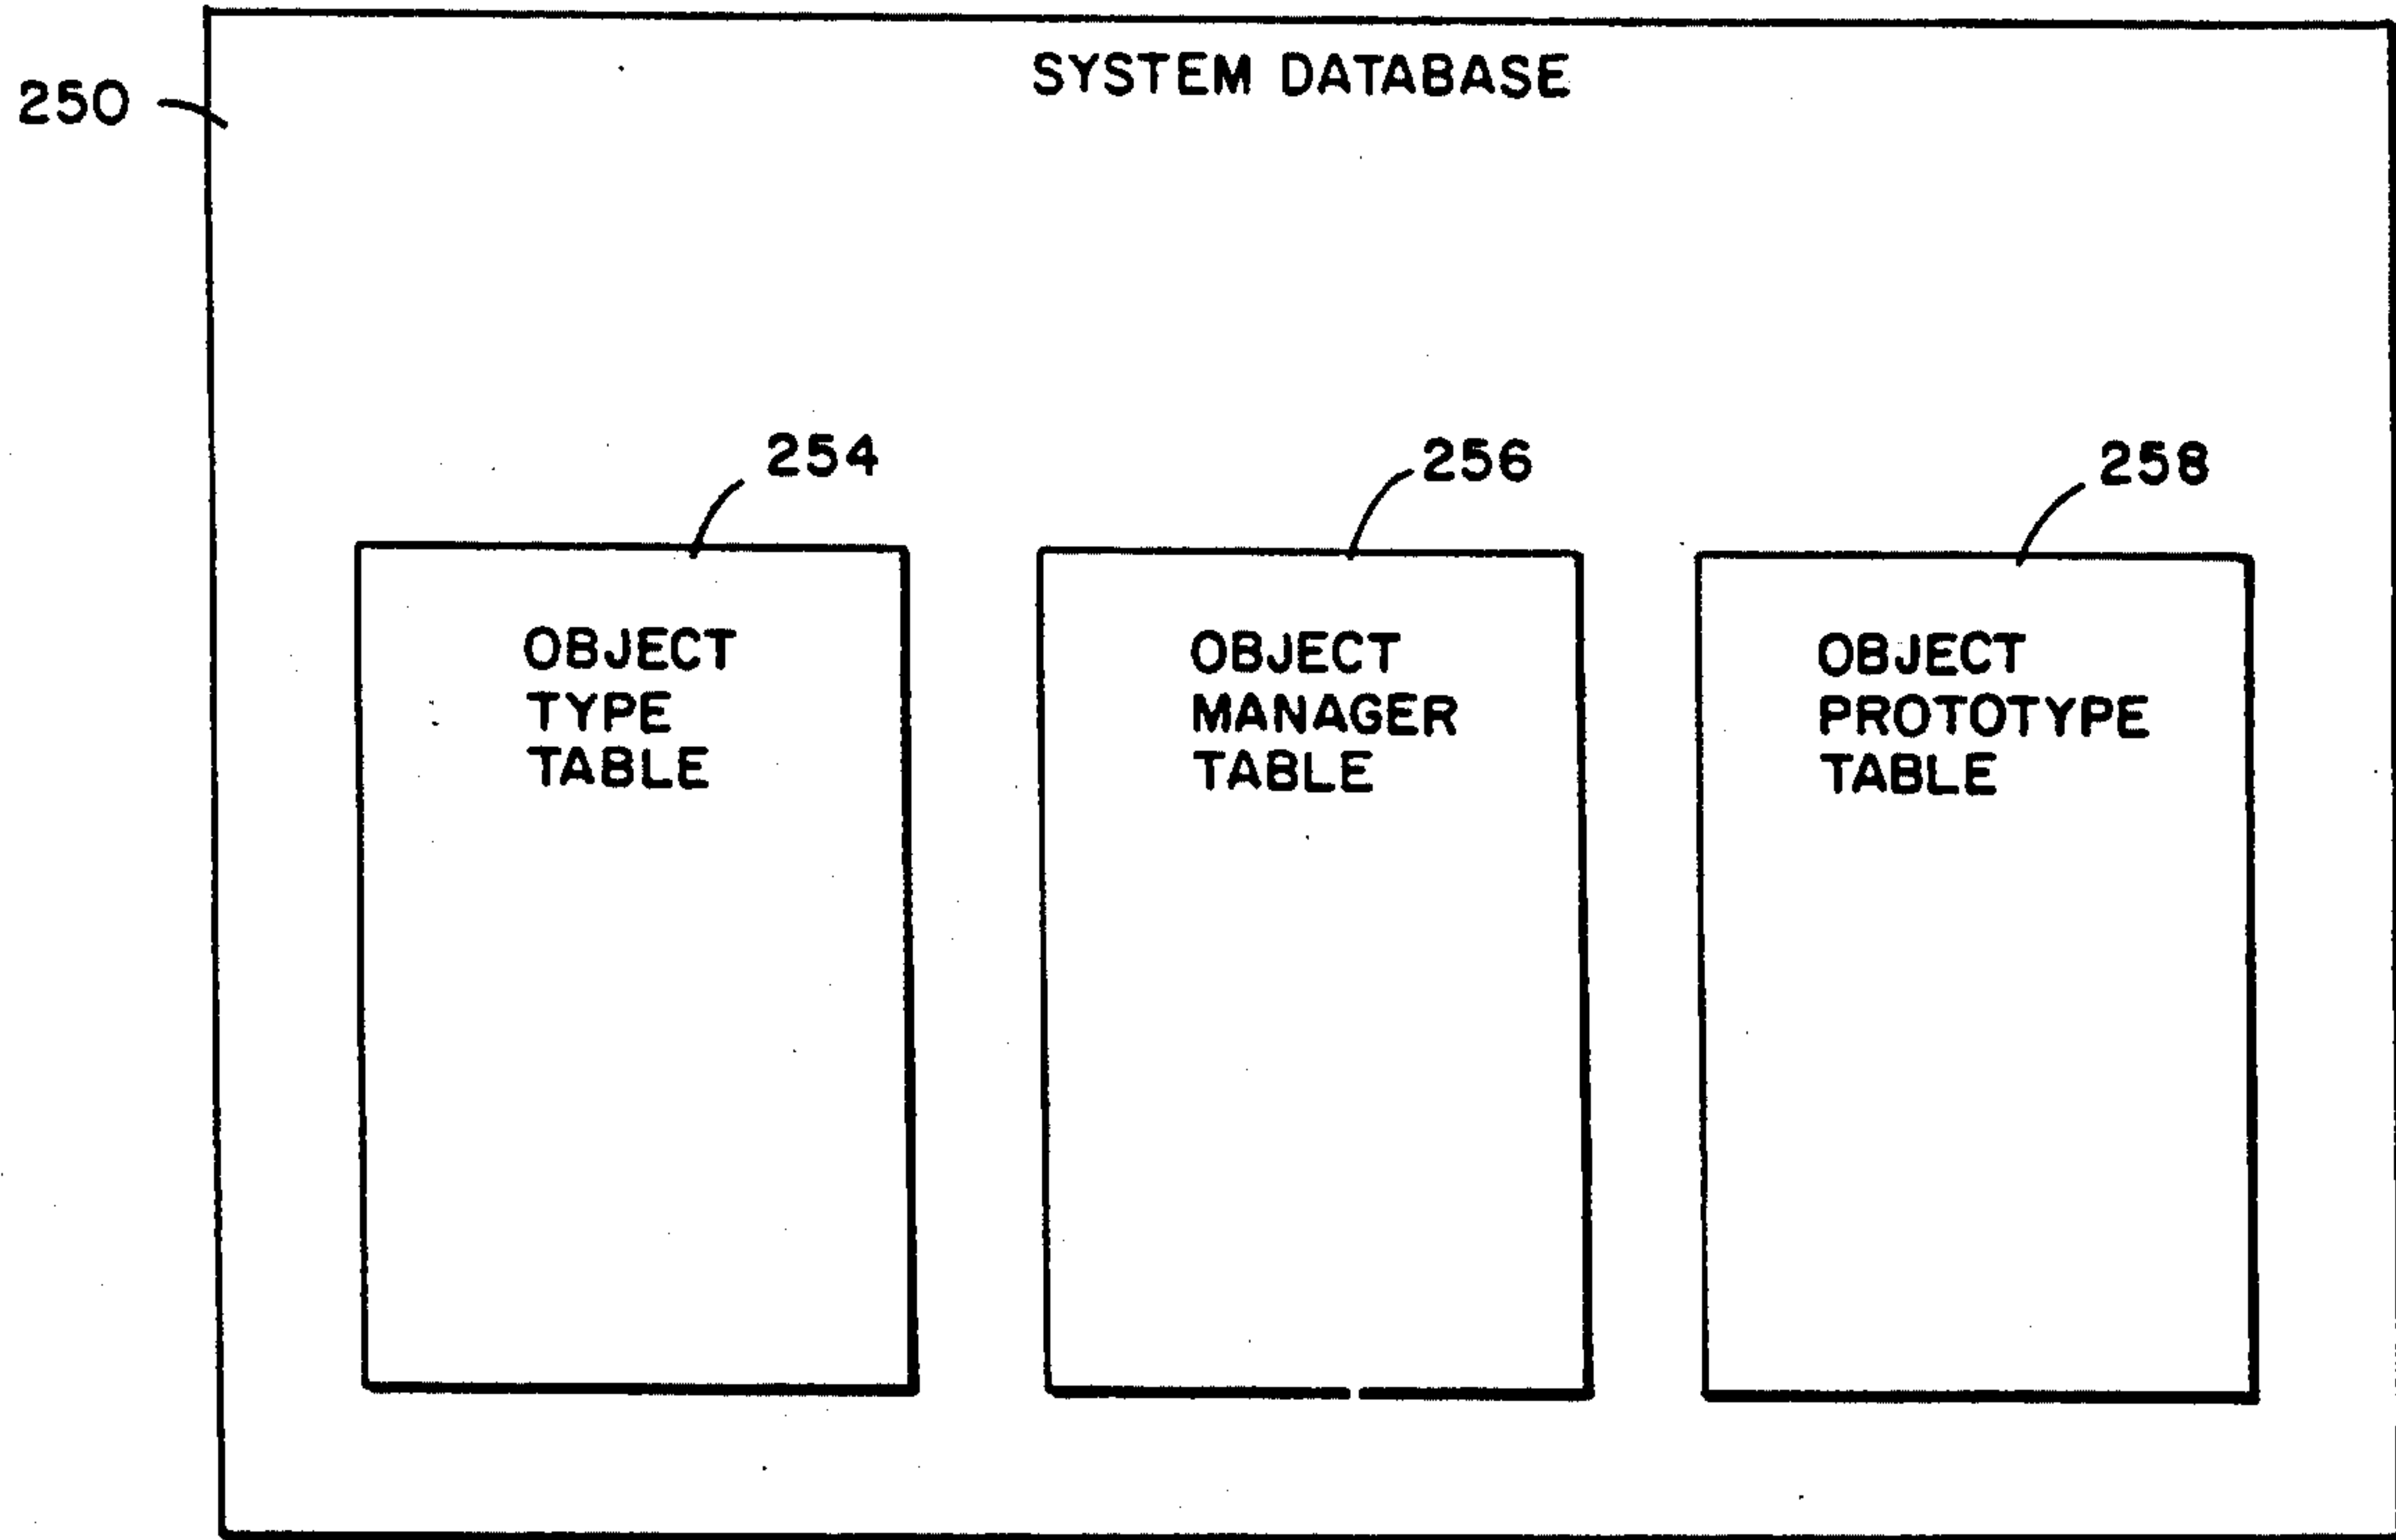 SYSTEM DATABASE
250
254
256
258
OBJECT
TYPE
TABLE
OBJECT
MANAGER
TABLE
OBJECT
PROTOTYPE
TABLE